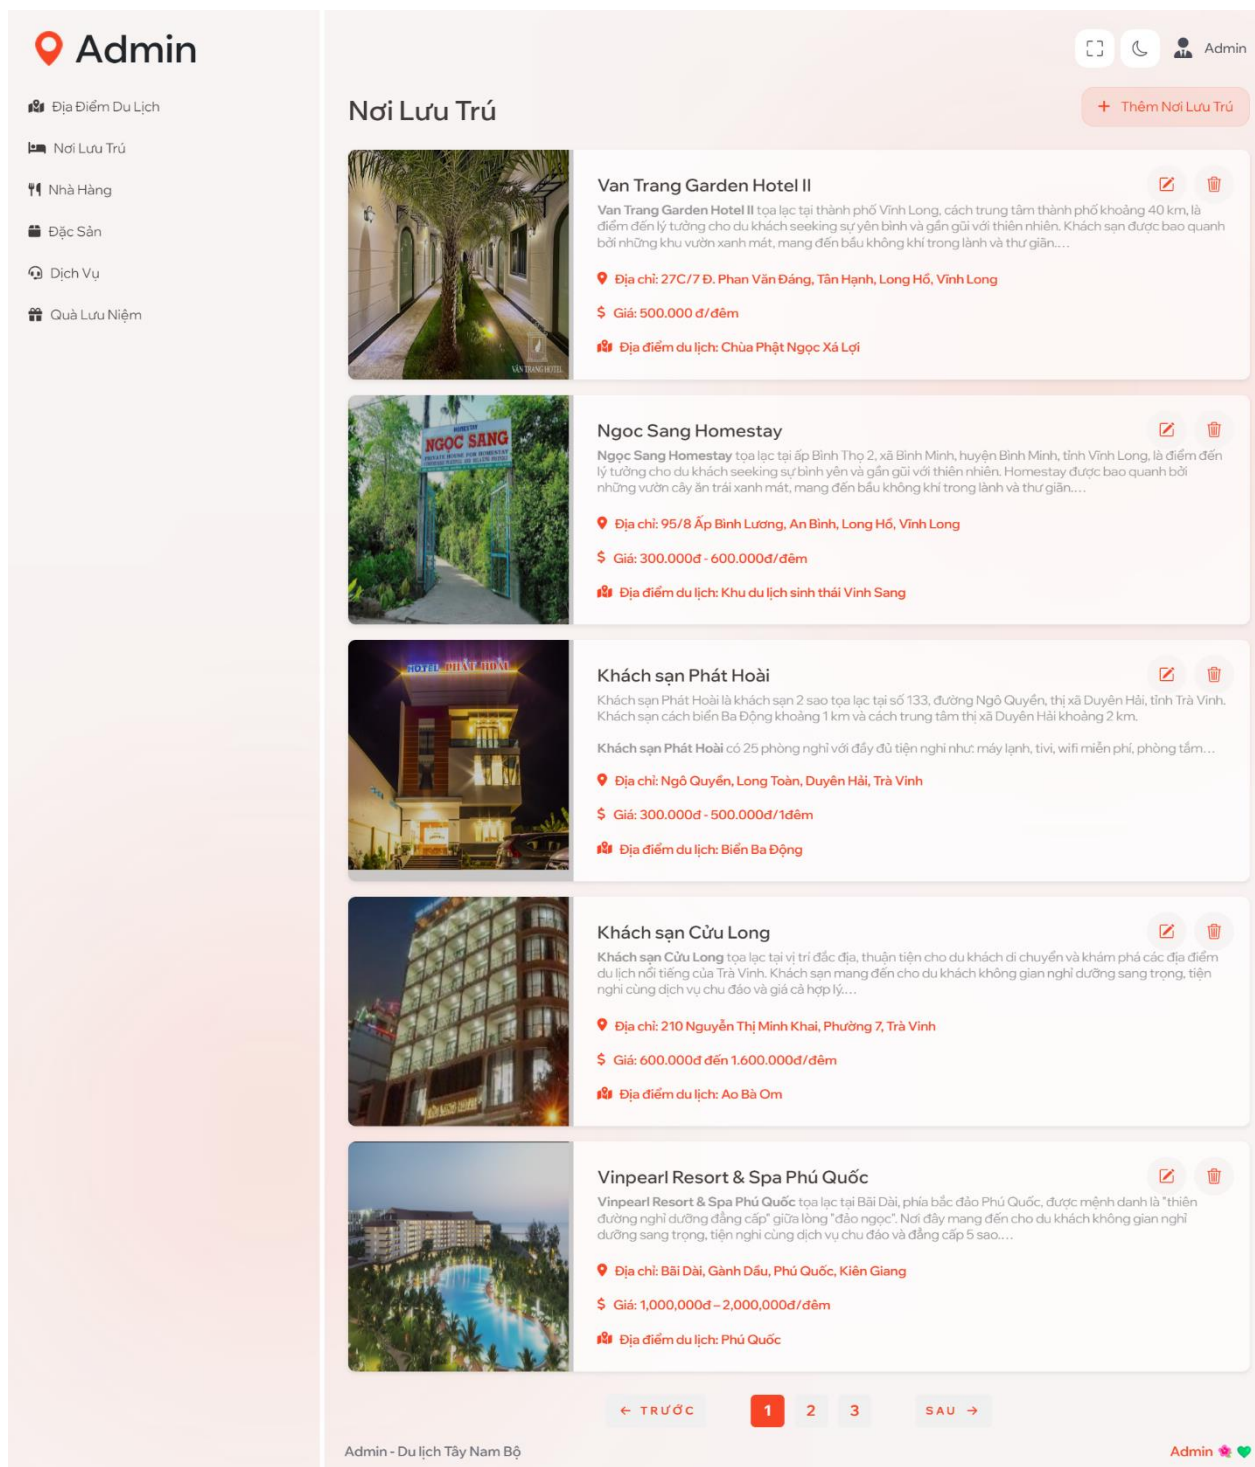 Admin
Admin
Địa Điểm Du Lịch
Nơi Lưu Trú
Nhà Hàng
Đặc Sản
Dịch Vụ
Quà Lưu Niệm
Nơi Lưu Trú
+ Thêm Nơi Lưu Trú
VÂN TRANG HOTEL
Van Trang Garden Hotel II
Van Trang Garden Hotel II tọa lạc tại thành phố Vĩnh Long, cách trung tâm thành phố khoảng 40 km, là
điểm đến lý tưởng cho du khách seeking sự yên bình và gần gũi với thiên nhiên. Khách sạn được bao quanh
bởi những khu vườn xanh mát, mang đến bầu không khí trong lành và thư giãn....
Địa chỉ: 27C/7 Đ. Phan Văn Đáng, Tân Hạnh, Long Hồ, Vĩnh Long
$ Giá: 500.000 đ/đêm
Địa điểm du lịch: Chùa Phật Ngọc Xá Lợi
HOMESTAY
NGỌC SANG
PRIVATE HOUSE FOR HOMESTAY
Ngoc Sang Homestay
Ngọc Sang Homestay tọa lạc tại ấp Bình Thọ 2, xã Bình Minh, huyện Bình Minh, tỉnh Vĩnh Long, là điểm đến
lý tưởng cho du khách seeking sự bình yên và gần gũi với thiên nhiên. Homestay được bao quanh bởi
những vườn cây ăn trái xanh mát, mang đến bầu không khí trong lành và thư giãn....
Địa chỉ: 95/8 Ấp Bình Lương, An Bình, Long Hồ, Vĩnh Long
$ Giá: 300.000đ - 600.000đ/đêm
Địa điểm du lịch: Khu du lịch sinh thái Vinh Sang
HOTEL PHÁT HOÀI
Khách sạn Phát Hoài
Khách sạn Phát Hoài là khách sạn 2 sao tọa lạc tại số 133, đường Ngô Quyền, thị xã Duyên Hải, tỉnh Trà Vinh.
Khách sạn cách biển Ba Động khoảng 1 km và cách trung tâm thị xã Duyên Hải khoảng 2 km.
Khách sạn Phát Hoài có 25 phòng nghỉ với đầy đủ tiện nghi như: máy lạnh, tivi, wifi miễn phí, phòng tắm...
Địa chỉ: Ngô Quyền, Long Toàn, Duyên Hải, Trà Vinh
$ Giá: 300.000đ - 500.000đ/1đêm
Địa điểm du lịch: Biển Ba Động
Khách sạn Cửu Long
Khách sạn Cửu Long tọa lạc tại vị trí đắc địa, thuận tiện cho du khách di chuyển và khám phá các địa điểm
du lịch nổi tiếng của Trà Vinh. Khách sạn mang đến cho du khách không gian nghỉ dưỡng sang trọng, tiện
nghi cùng dịch vụ chu đáo và giá cả hợp lý....
Địa chỉ: 210 Nguyễn Thị Minh Khai, Phường 7, Trà Vinh
$ Giá: 600.000đ đến 1.600.000đ/đêm
Địa điểm du lịch: Ao Bà Om
Vinpearl Resort & Spa Phú Quốc
Vinpearl Resort & Spa Phú Quốc tọa lạc tại Bãi Dài, phía bắc đảo Phú Quốc, được mệnh danh là "thiên
đường nghỉ dưỡng đẳng cấp" giữa lòng "đảo ngọc". Nơi đây mang đến cho du khách không gian nghỉ
dưỡng sang trọng, tiện nghi cùng dịch vụ chu đáo và đẳng cấp 5 sao....
Địa chỉ: Bãi Dài, Gành Dầu, Phú Quốc, Kiên Giang
$ Giá: 1,000,000đ – 2,000,000đ/đêm
Địa điểm du lịch: Phú Quốc
← TRƯỚC 1 2 3 SAU →
Admin - Du lịch Tây Nam Bộ
Admin 🌺 💚